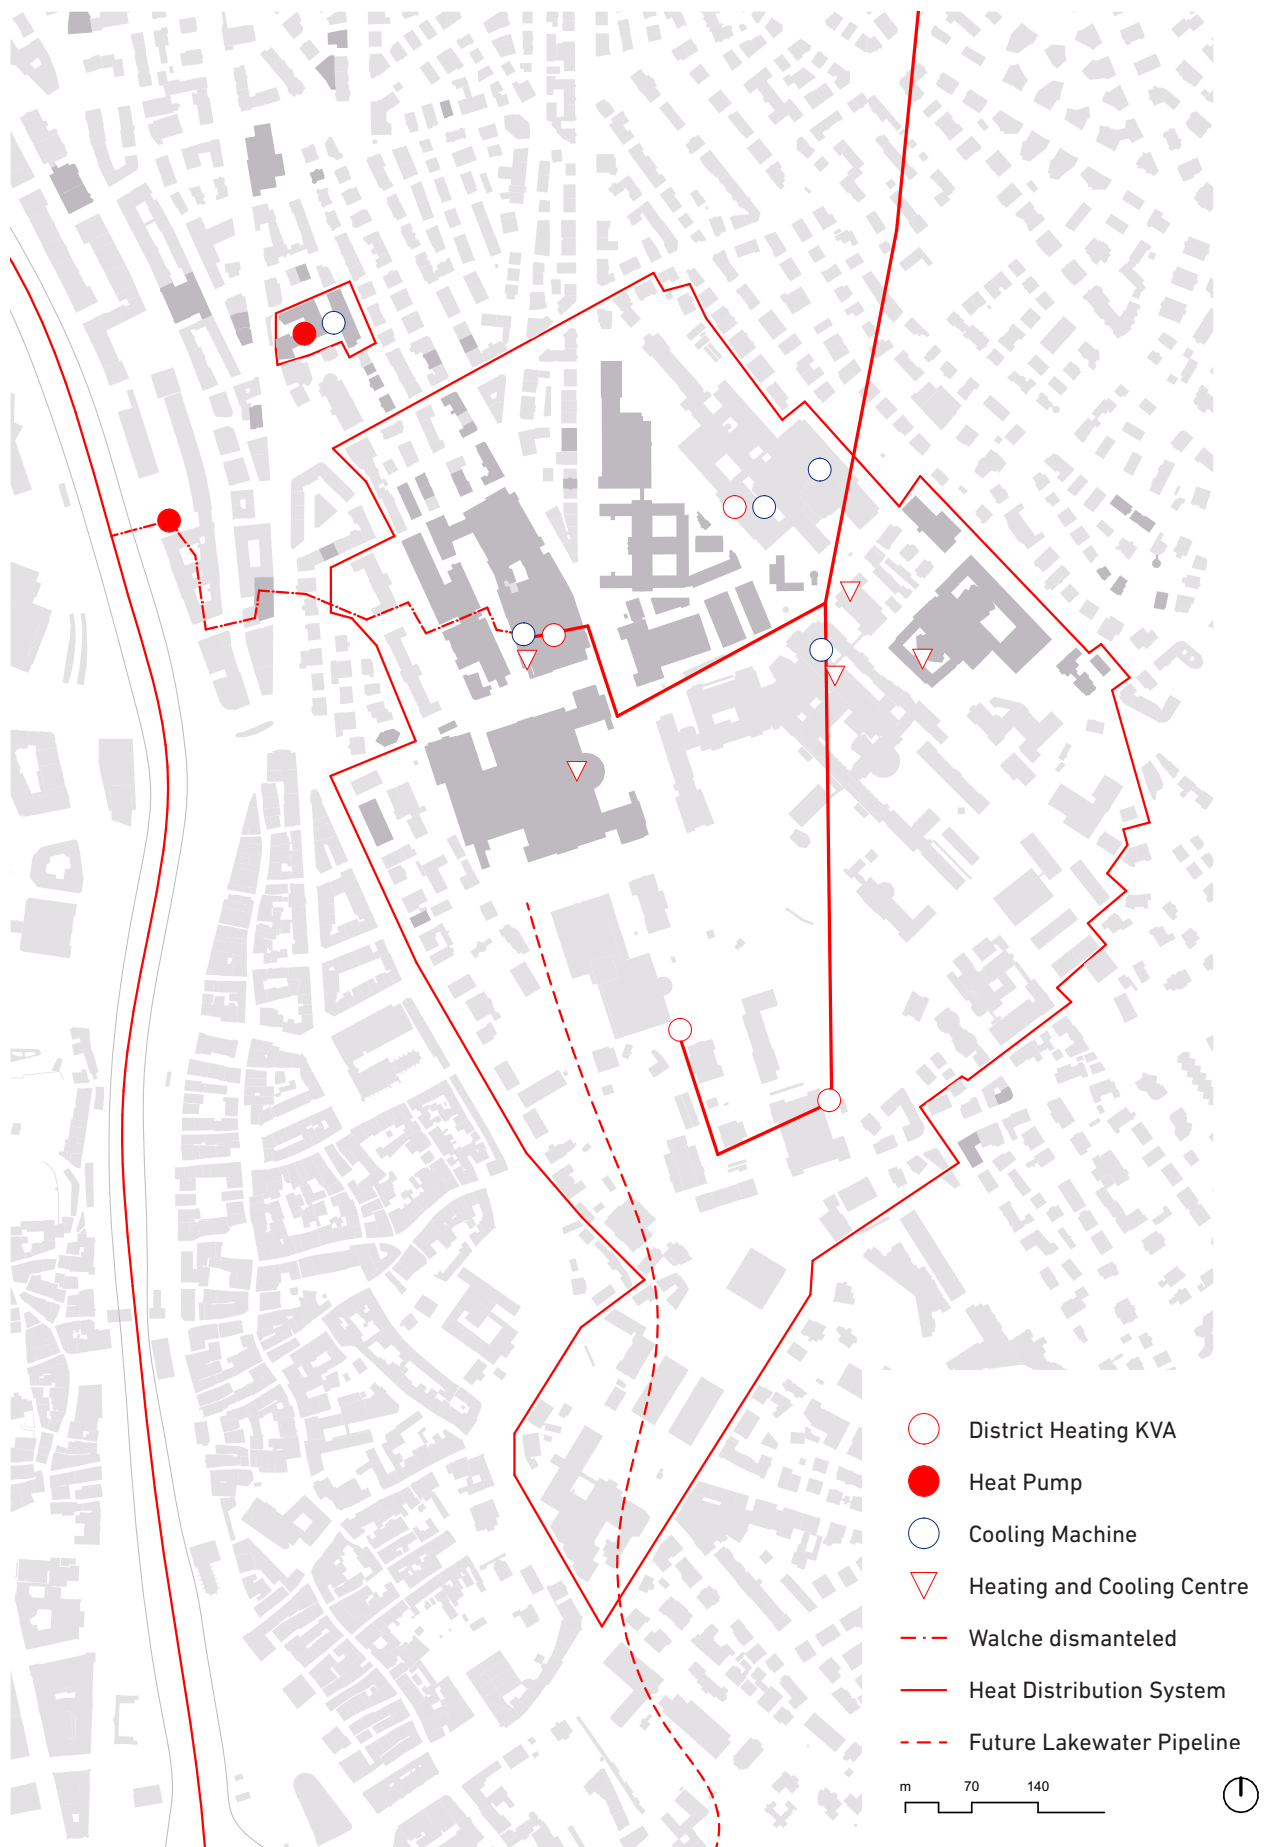 District Heating KVA
Heat Pump
Cooling Machine
Heating and Cooling Centre
Walche dismanteled
Heat Distribution System
Future Lakewater Pipeline
m 70 140